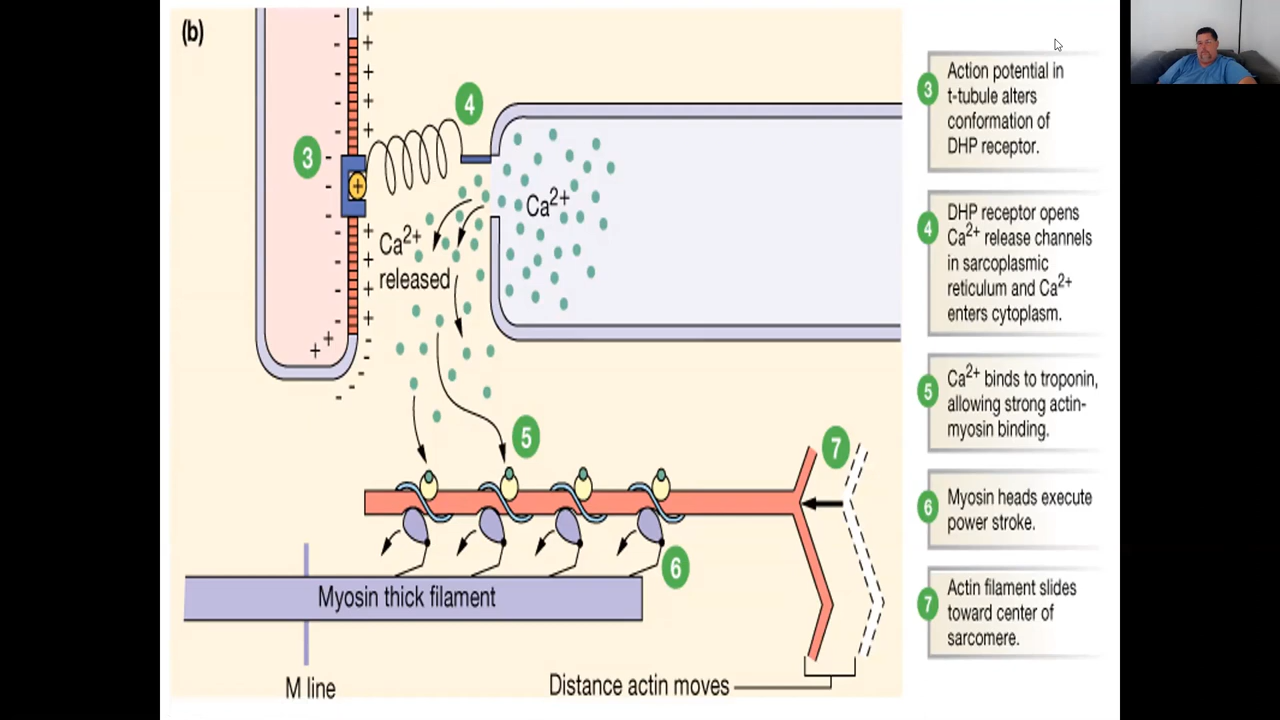 (b)
4
3
Ca2+
Ca2+
released
5
7
6
Myosin thick filament
M line
Distance actin moves
3
Action potential in
t-tubule alters
conformation of
DHP receptor.
4
DHP receptor opens
Ca2+ release channels
in sarcoplasmic
reticulum and Ca2+
enters cytoplasm.
5
Ca2+ binds to troponin,
allowing strong actin-
myosin binding.
6
Myosin heads execute
power stroke.
7
Actin filament slides
toward center of
sarcomere.